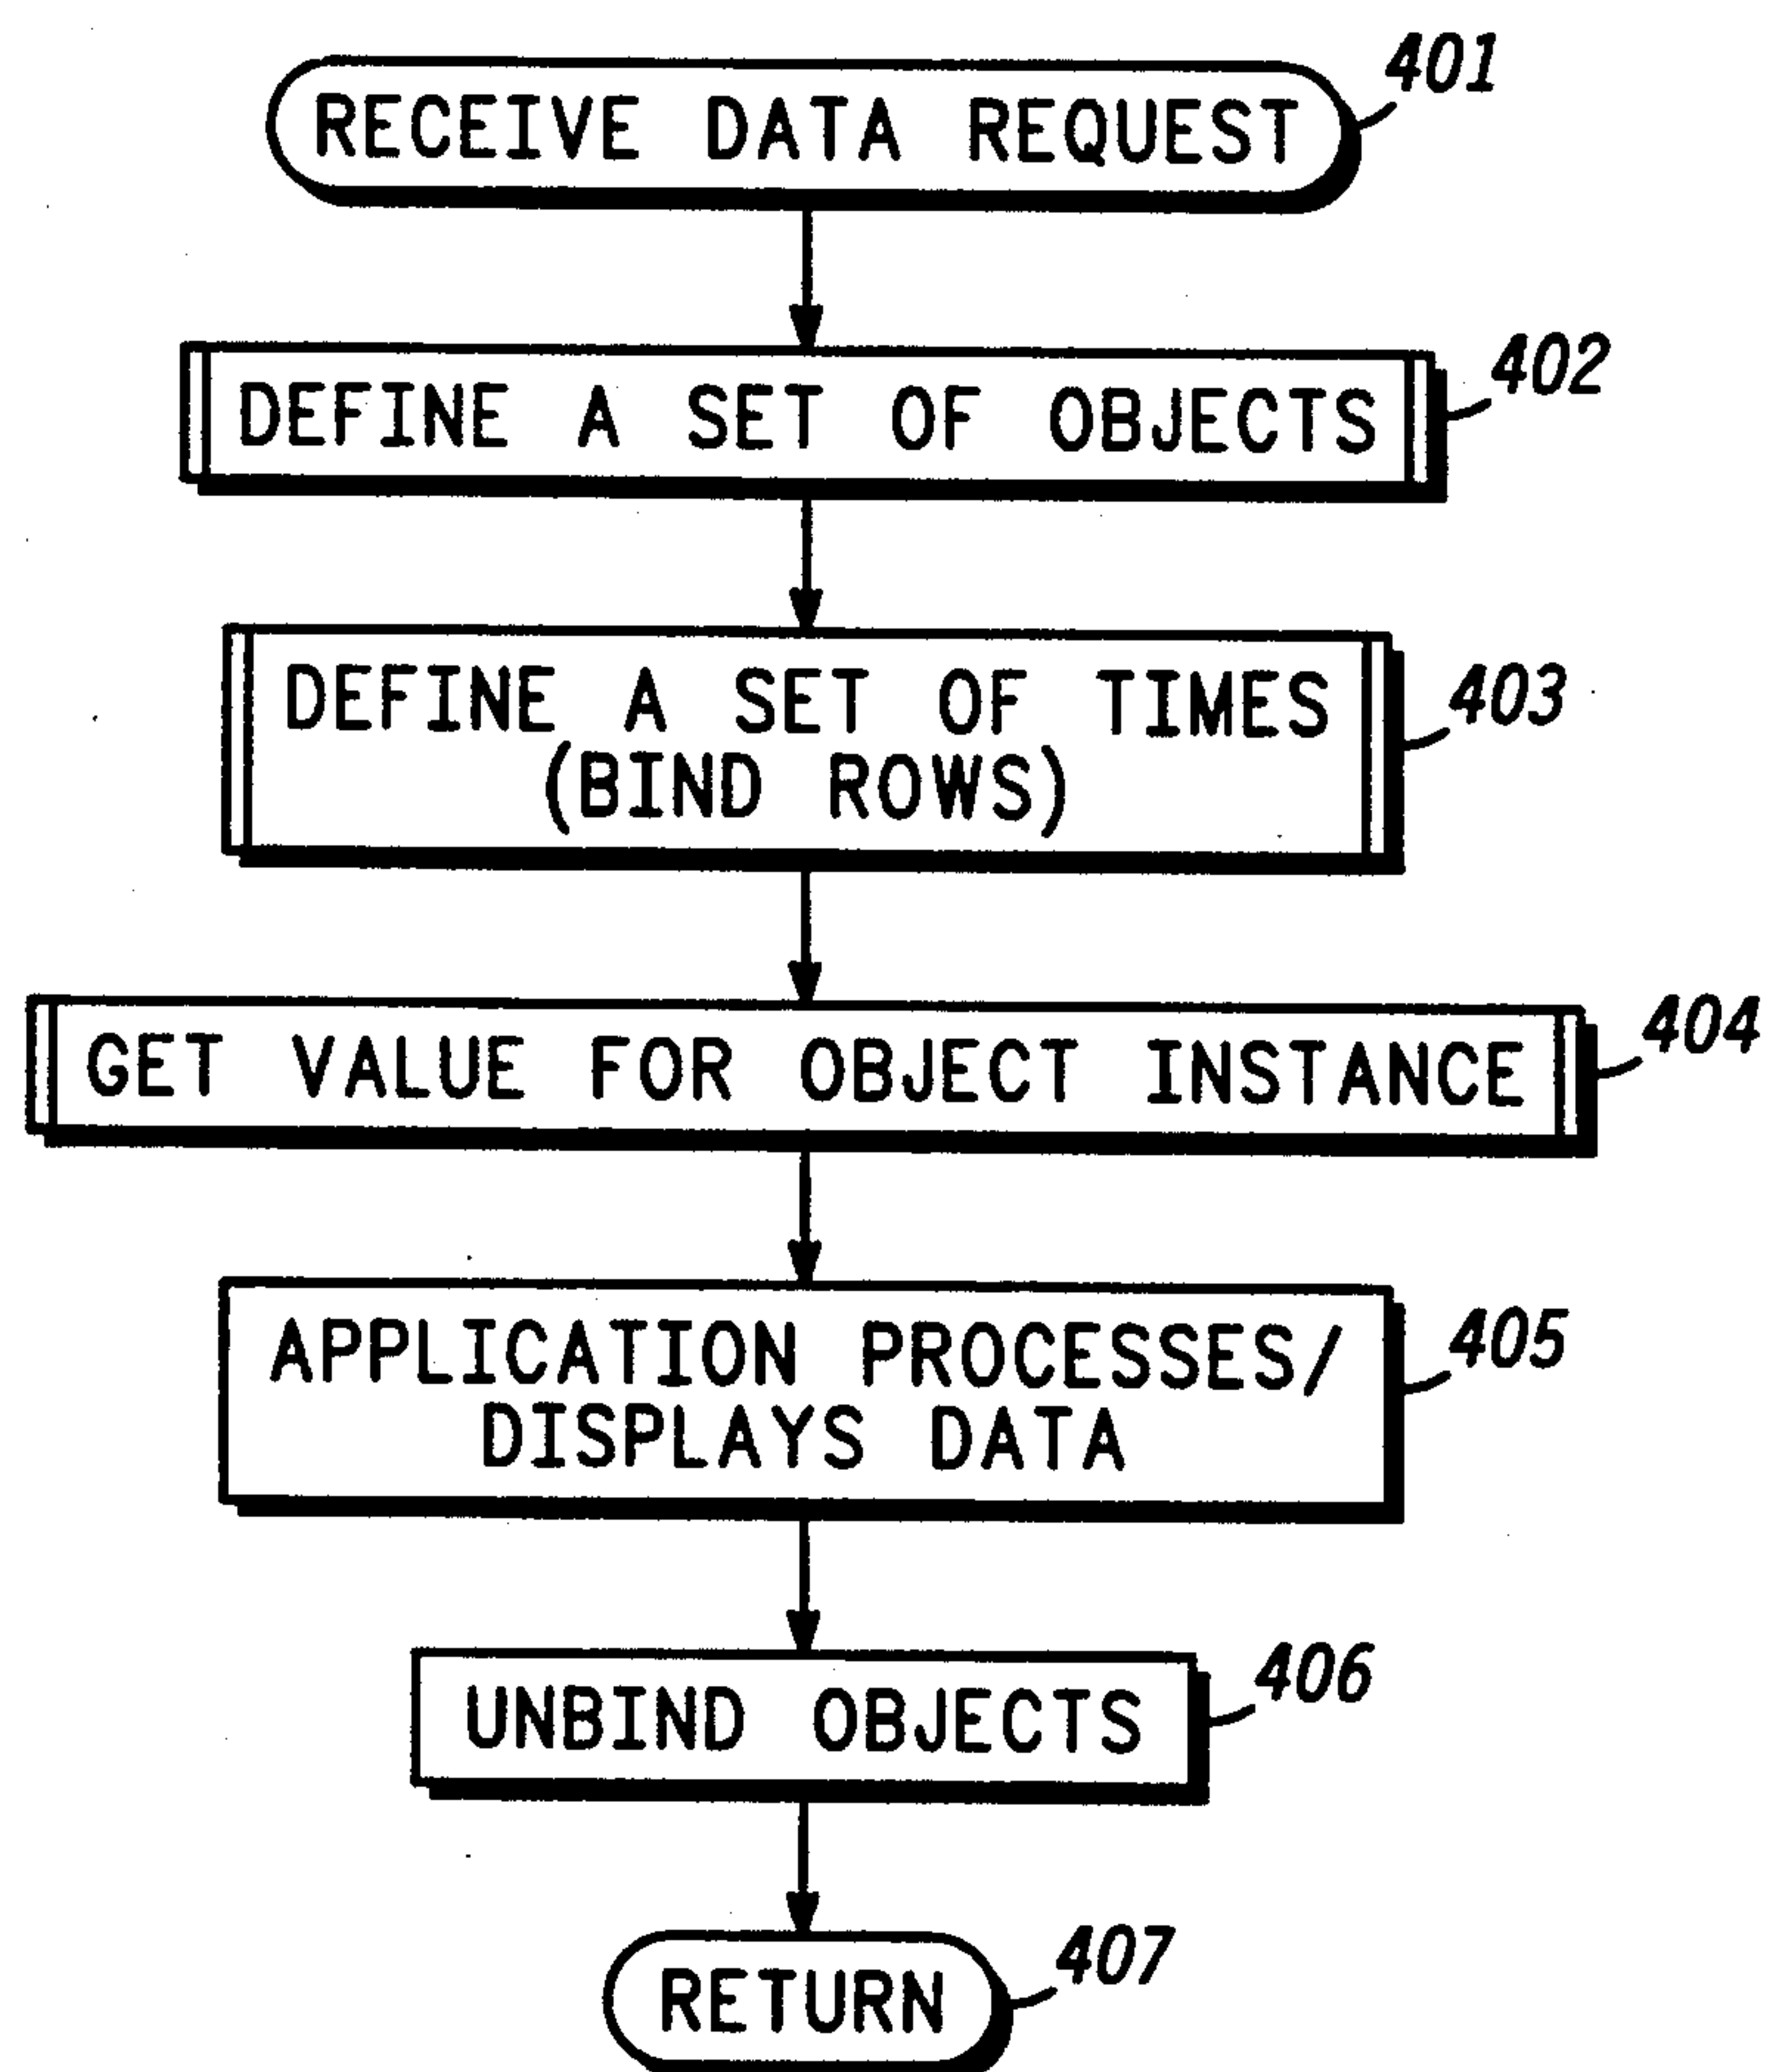 RECEIVE DATA REQUEST
401
DEFINE A SET OF OBJECTS
402
DEFINE A SET OF TIMES
(BIND ROWS)
403
GET VALUE FOR OBJECT INSTANCE
404
APPLICATION PROCESSES/
DISPLAYS DATA
405
UNBIND OBJECTS
406
RETURN
407